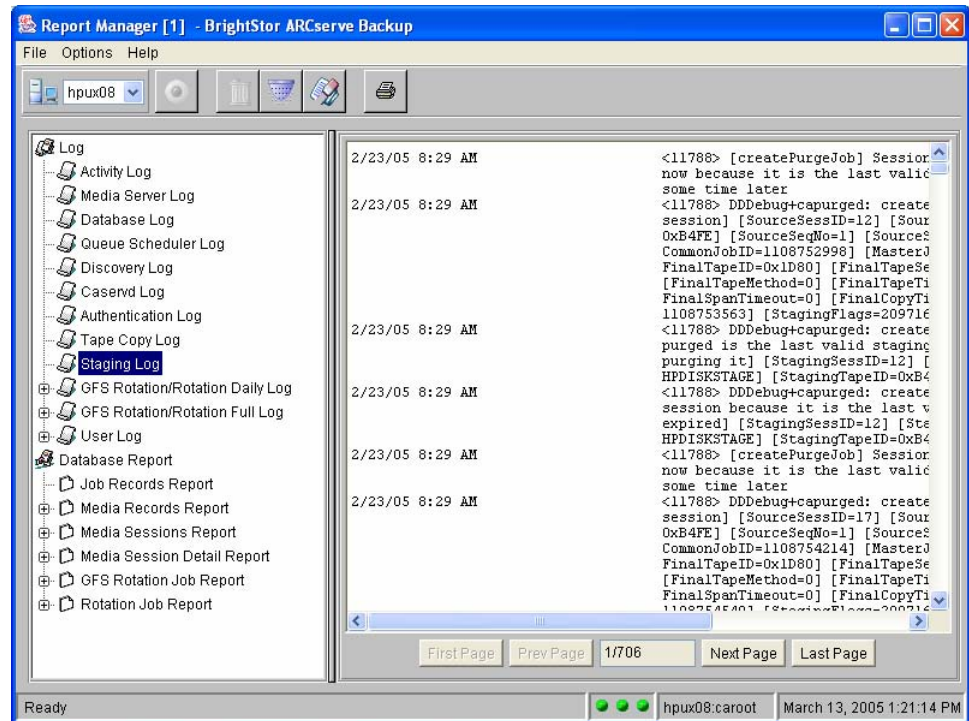 Report Manager [1] - BrightStor ARCserve Backup
File Options Help
hpux08
Log
Activity Log
Media Server Log
Database Log
Queue Scheduler Log
Discovery Log
Caservd Log
Authentication Log
Tape Copy Log
Staging Log
GFS Rotation/Rotation Daily Log
GFS Rotation/Rotation Full Log
User Log
Database Report
Job Records Report
Media Records Report
Media Sessions Report
Media Session Detail Report
GFS Rotation Job Report
Rotation Job Report
2/23/05 8:29 AM <11788> [createPurgeJob] Session
now because it is the last valid
some time later
2/23/05 8:29 AM <11788> DDDebug+capurged: create
session] [SourceSessID=12] [Sour
0xB4FE] [SourceSeqNo=1] [SourceS
CommonJobID=1108752998] [MasterJ
FinalTapeID=0x1D80] [FinalTapeSe
[FinalTapeMethod=0] [FinalTapeTi
FinalSpanTimeout=0] [FinalCopyTi
1108753563] [StagingFlags=209716
2/23/05 8:29 AM <11788> DDDebug+capurged: create
purged is the last valid staging
purging it] [StagingSessID=12] [
HPDISKSTAGE] [StagingTapeID=0xB4
2/23/05 8:29 AM <11788> DDDebug+capurged: create
session because it is the last v
expired] [StagingSessID=12] [Sta
HPDISKSTAGE] [StagingTapeID=0xB4
2/23/05 8:29 AM <11788> [createPurgeJob] Session
now because it is the last valid
some time later
2/23/05 8:29 AM <11788> DDDebug+capurged: create
session] [SourceSessID=17] [Sour
0xB4FE] [SourceSeqNo=1] [SourceS
CommonJobID=1108754214] [MasterJ
FinalTapeID=0x1D80] [FinalTapeSe
[FinalTapeMethod=0] [FinalTapeTi
FinalSpanTimeout=0] [FinalCopyTi
First Page Prev Page 1/706 Next Page Last Page
Ready hpux08:caroot March 13, 2005 1:21:14 PM